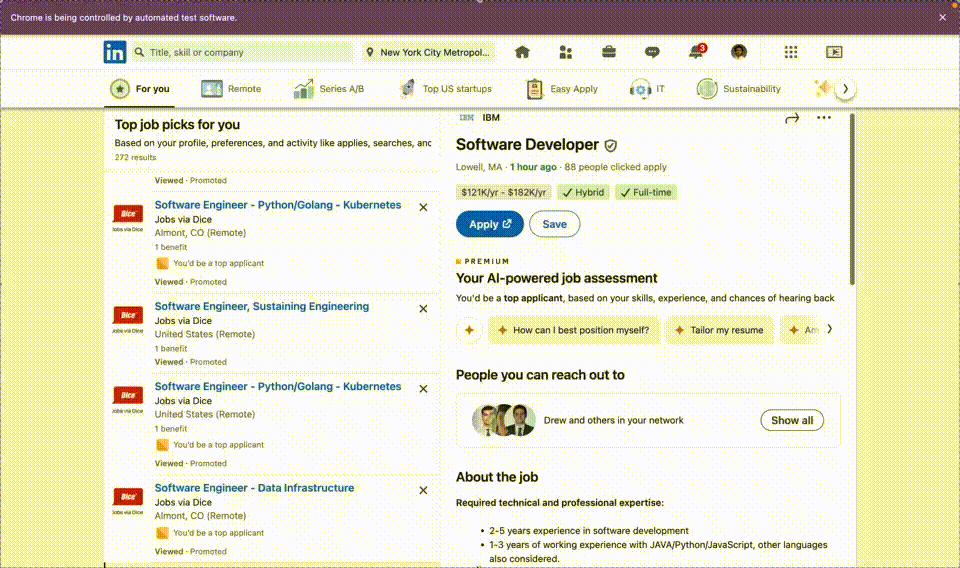 Chrome is being controlled by automated test software.
in
Title, skill or company
New York City Metropol...
3
For you
Remote
Series A/B
Top US startups
Easy Apply
IT
Sustainability
Top job picks for you
Based on your profile, preferences, and activity like applies, searches, and
272 results
Viewed · Promoted
Dice
Jobs via Dice
Software Engineer - Python/Golang - Kubernetes
Jobs via Dice
Almont, CO (Remote)
1 benefit
You'd be a top applicant
Viewed · Promoted
Dice
Jobs via Dice
Software Engineer, Sustaining Engineering
Jobs via Dice
United States (Remote)
1 benefit
Viewed · Promoted
Dice
Jobs via Dice
Software Engineer - Python/Golang - Kubernetes
Jobs via Dice
United States (Remote)
1 benefit
You'd be a top applicant
Viewed · Promoted
Dice
Jobs via Dice
Software Engineer - Data Infrastructure
Jobs via Dice
Almont, CO (Remote)
You'd be a top applicant
Viewed · Promoted
IBM IBM
Software Developer
Lowell, MA · 1 hour ago · 88 people clicked apply
$121K/yr - $182K/yr
Hybrid
Full-time
Apply
Save
PREMIUM
Your AI-powered job assessment
You'd be a top applicant, based on your skills, experience, and chances of hearing back
How can I best position myself?
Tailor my resume
Am
People you can reach out to
Drew and others in your network
Show all
About the job
Required technical and professional expertise:
• 2-5 years experience in software development
• 1-3 years of working experience with JAVA/Python/JavaScript, other languages
also considered.